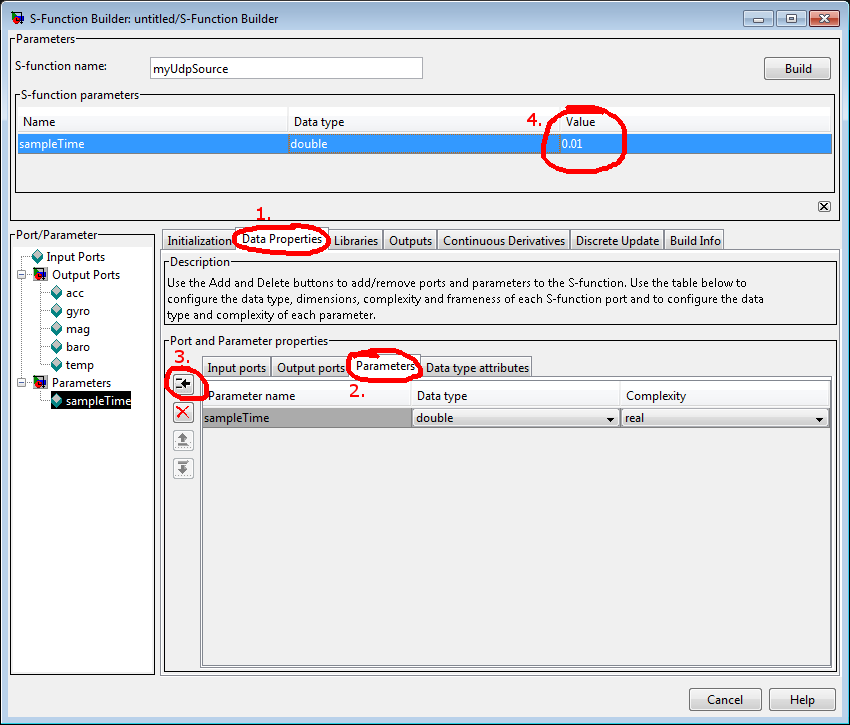 S-Function Builder: untitled/S-Function Builder
Parameters
S-function name:
myUdpSource
Build
S-function parameters
Name Data type 4. Value
sampleTime double 0.01
1.
Port/Parameter
Input Ports
Output Ports
acc
gyro
mag
baro
temp
Parameters
sampleTime
Initialization Data Properties Libraries Outputs Continuous Derivatives Discrete Update Build Info
Description
Use the Add and Delete buttons to add/remove ports and parameters to the S-function. Use the table below to
configure the data type, dimensions, complexity and frameness of each S-function port and to configure the data
type and complexity of each parameter.
Port and Parameter properties
3.
Input ports Output ports Parameters Data type attributes
2.
Parameter name Data type Complexity
sampleTime double real
Cancel Help